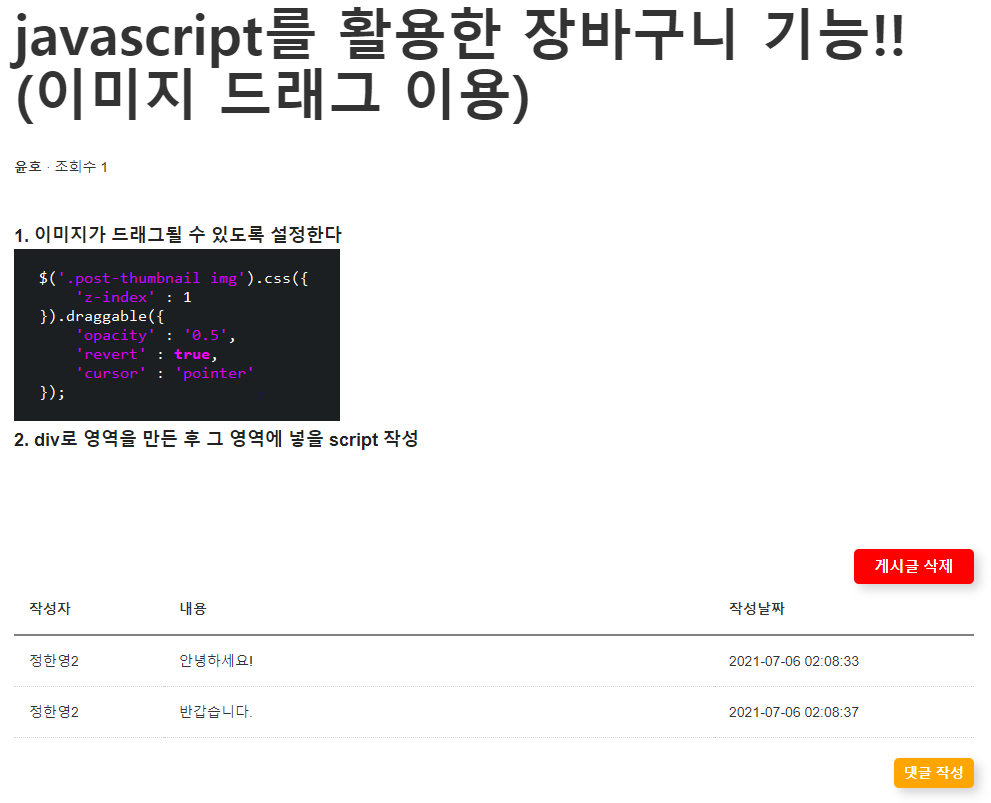 javascript를 활용한 장바구니 기능!!
(이미지 드래그 이용)
윤호 · 조회수 1
1. 이미지가 드래그될 수 있도록 설정한다
$('.post-thumbnail img').css({
    'z-index' : 1
}).draggable({
    'opacity' : '0.5',
    'revert' : true,
    'cursor' : 'pointer'
});
2. div로 영역을 만든 후 그 영역에 넣을 script 작성
게시글 삭제
작성자 내용 작성날짜
정한영2 안녕하세요! 2021-07-06 02:08:33
정한영2 반갑습니다. 2021-07-06 02:08:37
댓글 작성